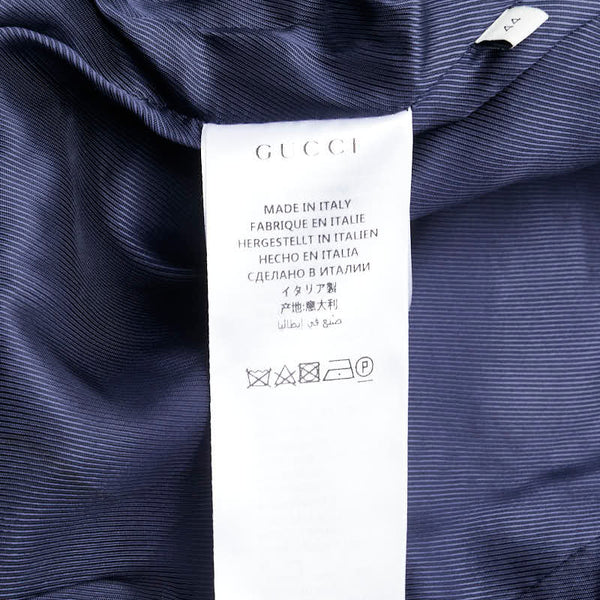 44
GUCCI
MADE IN ITALY
FABRIQUE EN ITALIE
HERGESTELLT IN ITALIEN
HECHO EN ITALIA
СДЕЛАНО В ИТАЛИИ
イタリア製
产地:意大利
صنع في إيطاليا
P